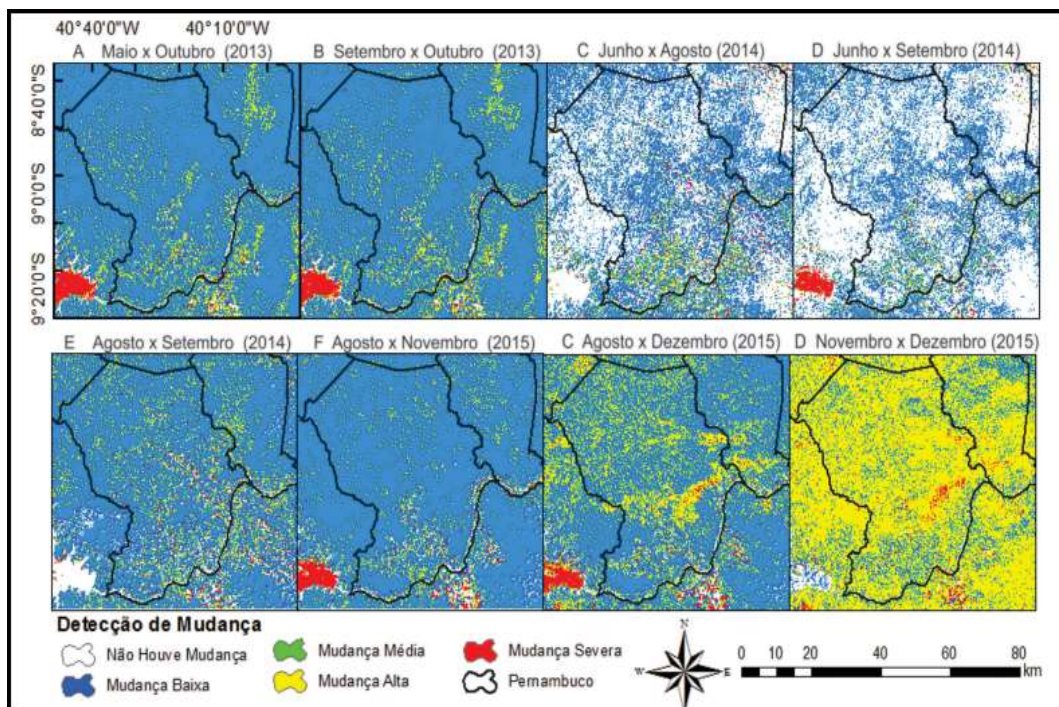 40°40'0"W 40°10'0"W
A Maio x Outubro (2013) B Setembro x Outubro (2013) C Junho x Agosto (2014) D Junho x Setembro (2014)
8°40'0"S
9°0'0"S
9°20'0"S
E Agosto x Setembro (2014) F Agosto x Novembro (2015) C Agosto x Dezembro (2015) D Novembro x Dezembro (2015)
Detecção de Mudança
Não Houve Mudança Mudança Média Mudança Severa
Mudança Baixa Mudança Alta Pernambuco
N
W E
S
0 5 10 20 40 60 80
km